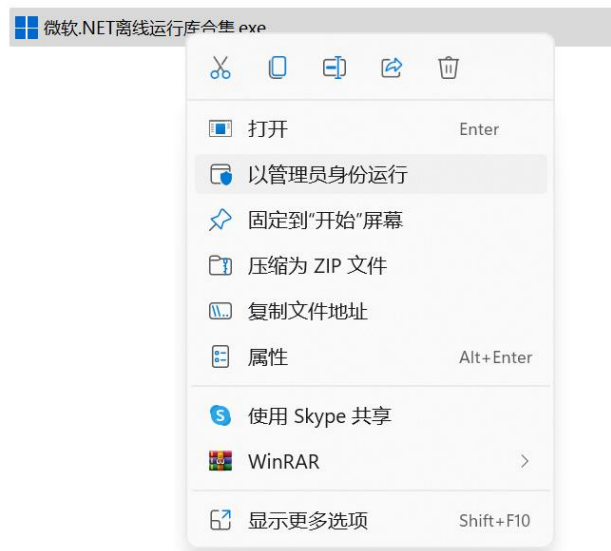 微软.NET离线运行库合集.exe
打开 Enter
以管理员身份运行
固定到“开始”屏幕
压缩为 ZIP 文件
复制文件地址
属性 Alt+Enter
使用 Skype 共享
WinRAR
显示更多选项 Shift+F10